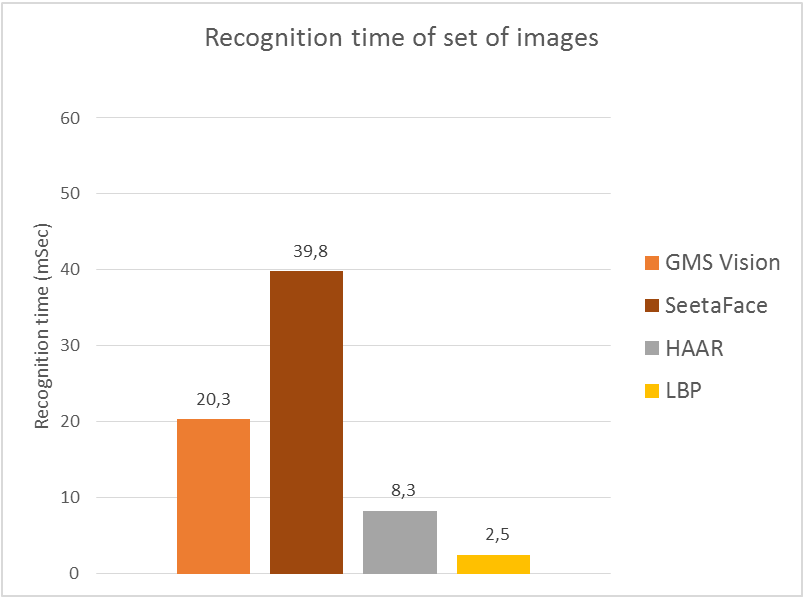 Recognition time of set of images
Recognition time (mSec)
60
50
40
30
20
10
0
20,3
39,8
8,3
2,5
GMS Vision
SeetaFace
HAAR
LBP